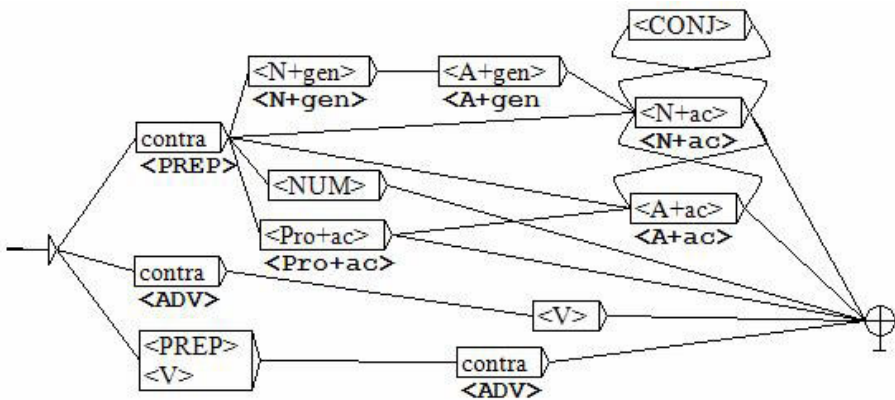 <CONJ>
<N+gen> <A+gen>
<N+gen> <A+gen
<N+ac>
<N+ac>
contra
<PREP>
<NUM>
<A+ac>
<A+ac>
<Pro+ac>
<Pro+ac>
contra
<ADV>
<V>
<PREP>
<V>
contra
<ADV>